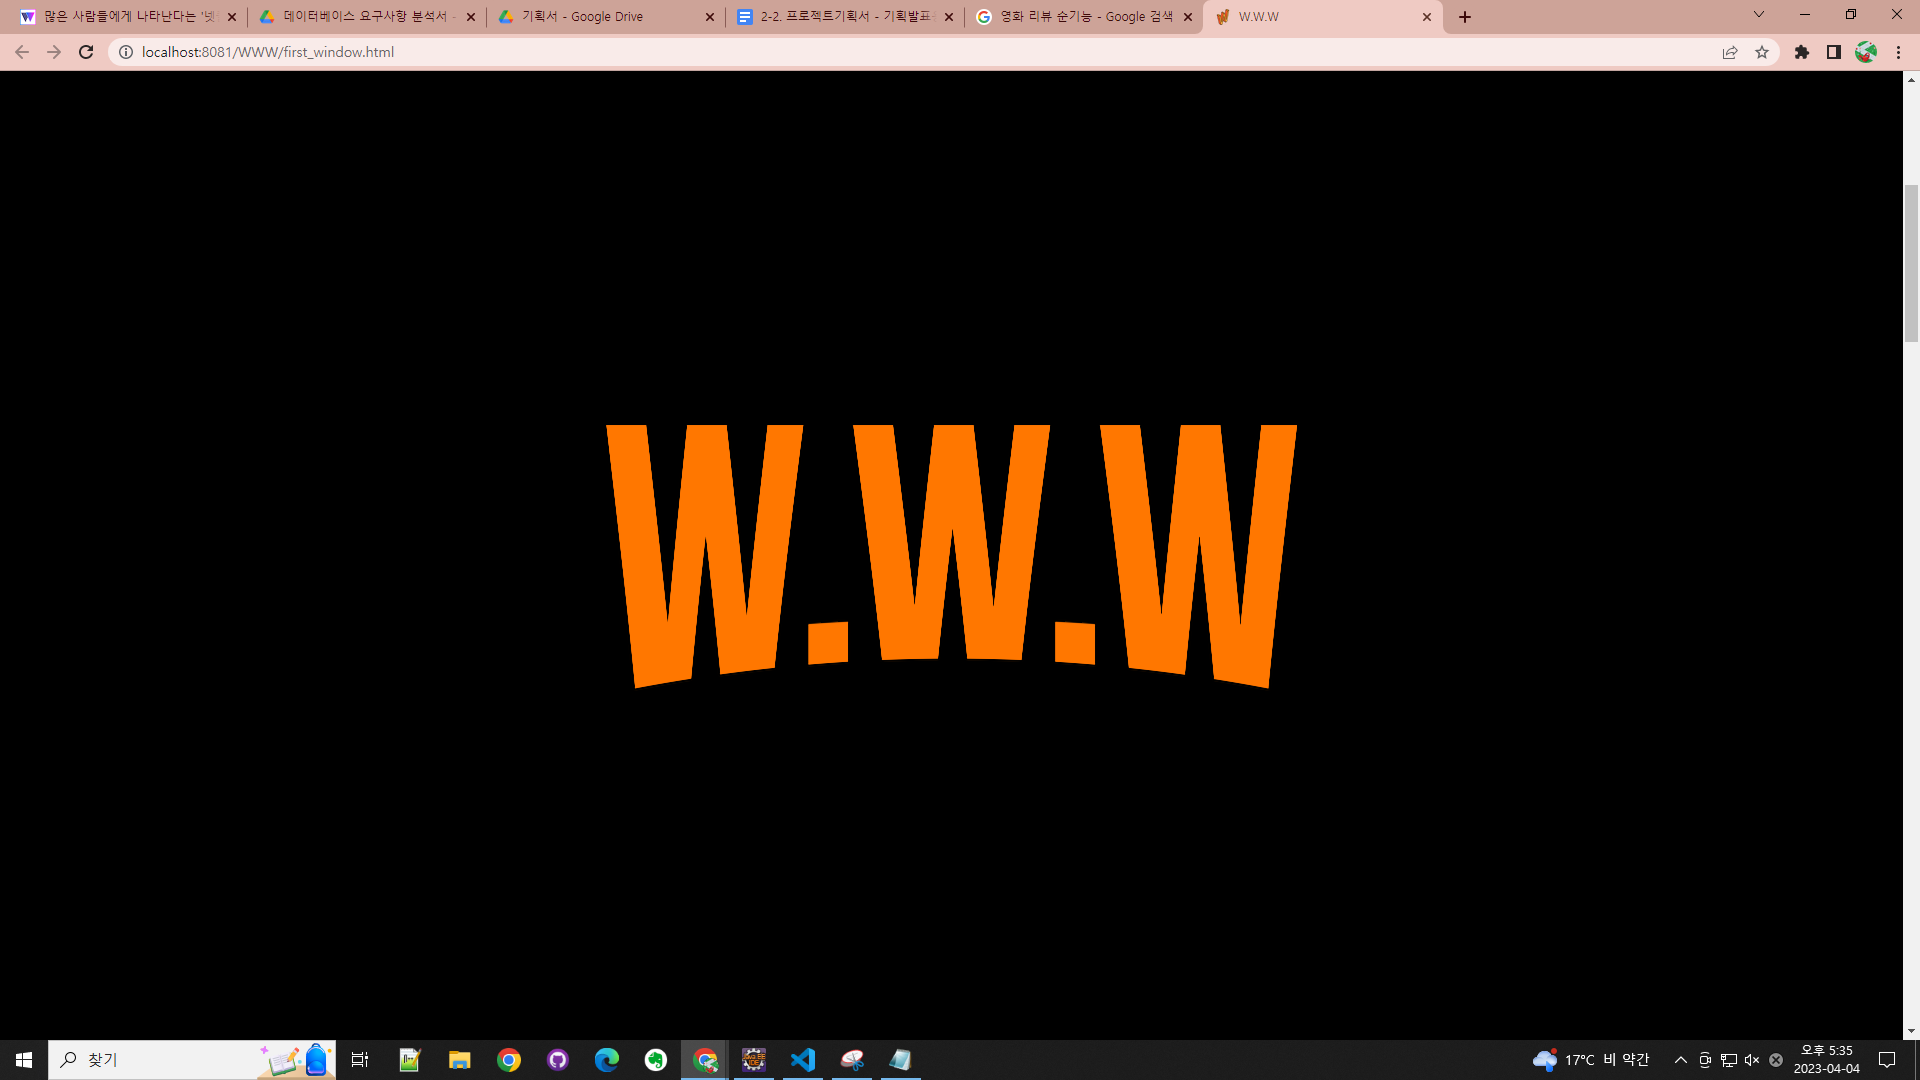 많은 사람들에게 나타난다는 '넷
데이터베이스 요구사항 분석서 -
기획서 - Google Drive
2-2. 프로젝트기획서 - 기획발표
영화 리뷰 순기능 - Google 검색
W.W.W
localhost:8081/WWW/first_window.html
W.W.W
찾기
17°C 비 약간
오후 5:35
2023-04-04